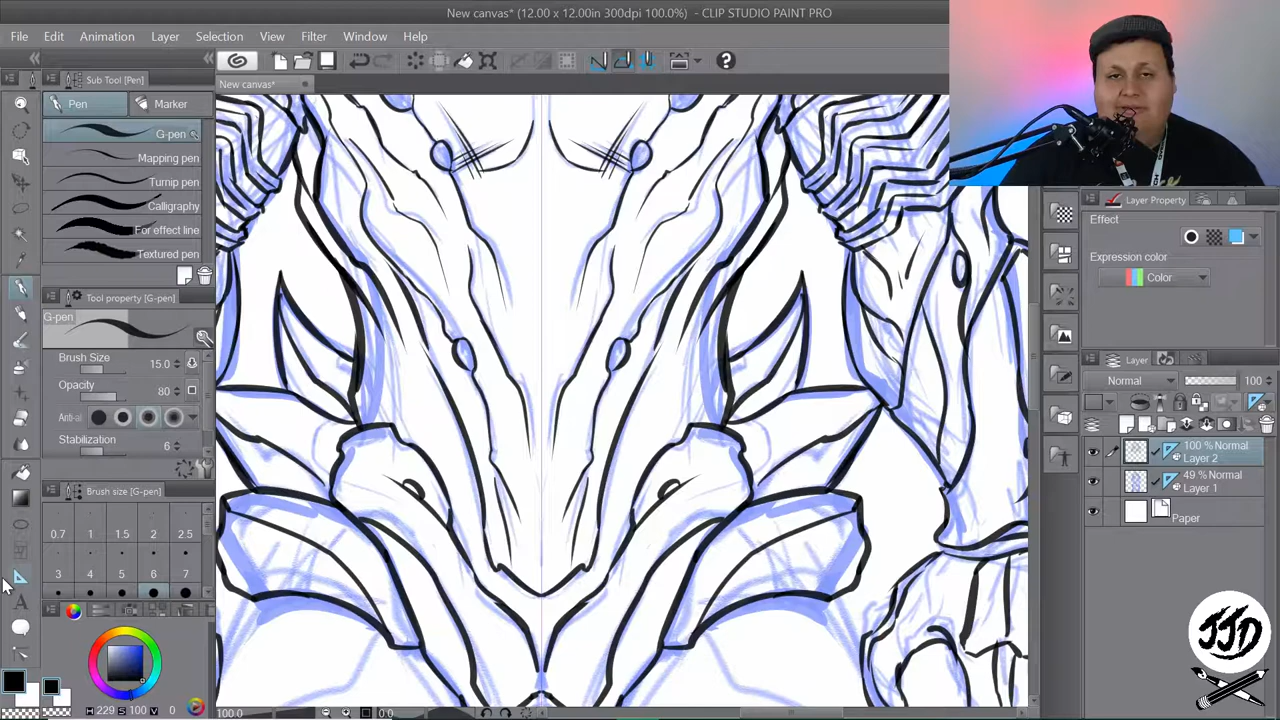 New canvas* (12.00 x 12.00in 300dpi 100.0%) - CLIP STUDIO PAINT PRO
File Edit Animation Layer Selection View Filter Window Help
Sub Tool [Pen]
New canvas*
Pen Marker
G-pen
Mapping pen
Turnip pen
Calligraphy
For effect line
Textured pen
Tool property [G-pen]
G-pen
Brush Size 15.0
Opacity 80
Anti-al
Stabilization 6
Brush size [G-pen]
0.7 1 1.5 2 2.5
3 4 5 6 7
H 229 S 100 V 0
100.0 0.0
Layer Property
Effect
Expression color
Color
Layer
Normal 100
100 % Normal
Layer 2
49 % Normal
Layer 1
Paper
JJD